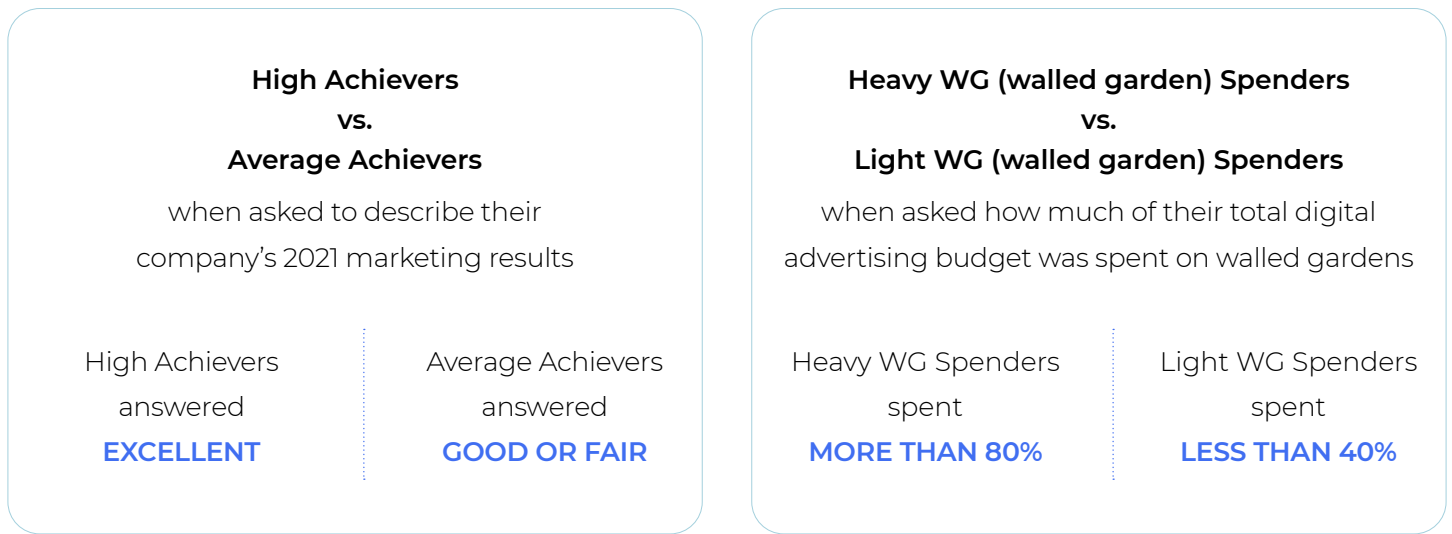 High Achievers
vs.
Average Achievers
when asked to describe their
company’s 2021 marketing results
High Achievers
answered
EXCELLENT
Average Achievers
answered
GOOD OR FAIR
Heavy WG (walled garden) Spenders
vs.
Light WG (walled garden) Spenders
when asked how much of their total digital
advertising budget was spent on walled gardens
Heavy WG Spenders
spent
MORE THAN 80%
Light WG Spenders
spent
LESS THAN 40%